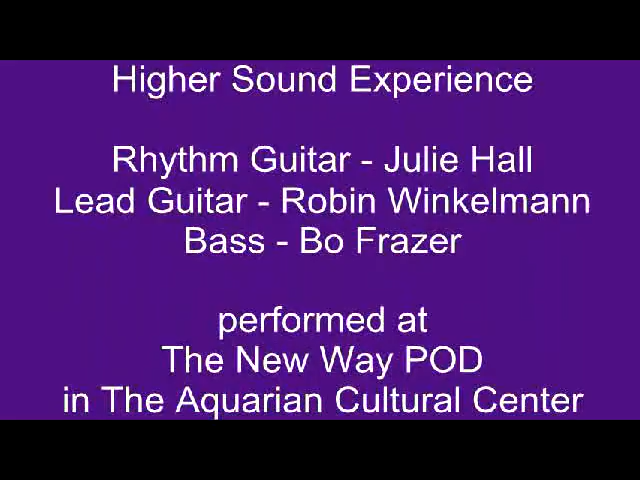 Higher Sound Experience
Rhythm Guitar - Julie Hall
Lead Guitar - Robin Winkelmann
Bass - Bo Frazer
performed at
The New Way POD
in The Aquarian Cultural Center